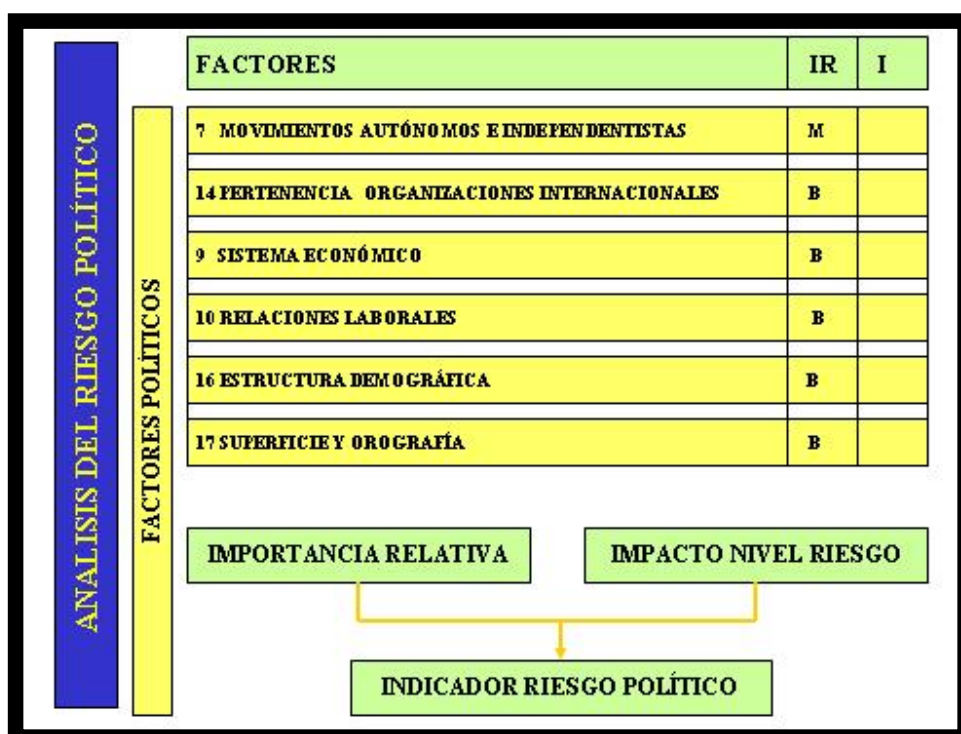 ANALISIS DEL RIESGO POLÍTICO
FACTORES POLÍTICOS
FACTORES IR I
7 MOVIMIENTOS AUTÓNOMOS E INDEPENDENTISTAS M
14 PERTENENCIA ORGANIZACIONES INTERNACIONALES B
9 SISTEMA ECONÓMICO B
10 RELACIONES LABORALES B
16 ESTRUCTURA DEMOGRÁFICA B
17 SUPERFICIE Y OROGRAFÍA B
IMPORTANCIA RELATIVA IMPACTO NIVEL RIESGO
INDICADOR RIESGO POLÍTICO